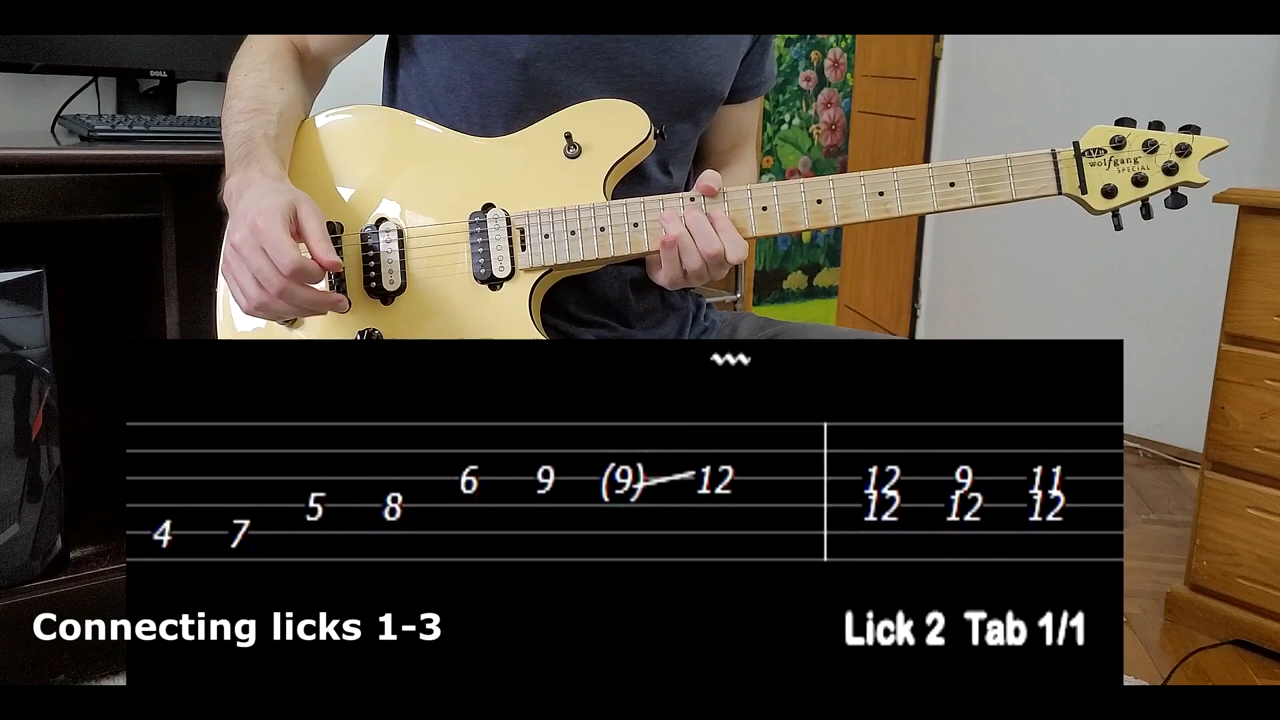 DELL
EVH
wolfgang
SPECIAL
6 9 (9) 12 12 9 11
5 8 12 12 12
4 7
Connecting licks 1-3
Lick 2 Tab 1/1